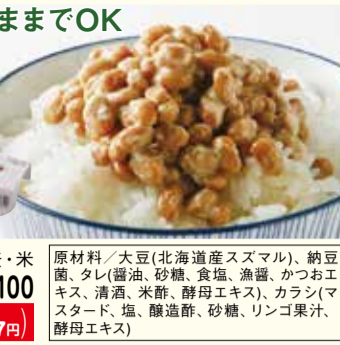 ままでOK
・米
100
7円)
原材料／大豆(北海道産スズマル)、納豆
菌、タレ(醤油、砂糖、食塩、魚醤、かつおエ
キス、清酒、米酢、酵母エキス)、カラシ(マ
スタード、塩、醸造酢、砂糖、リンゴ果汁、
酵母エキス)